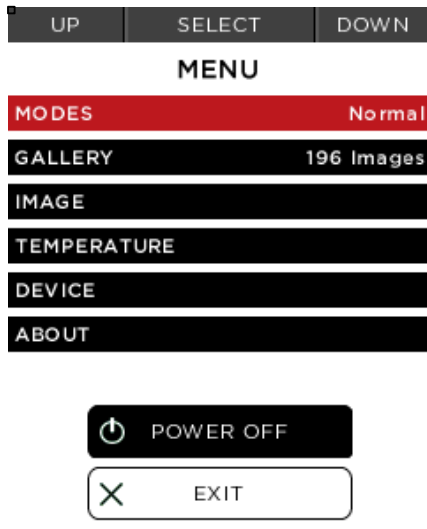 UP SELECT DOWN
MENU
MODES Normal
GALLERY 196 Images
IMAGE
TEMPERATURE
DEVICE
ABOUT
POWER OFF
EXIT